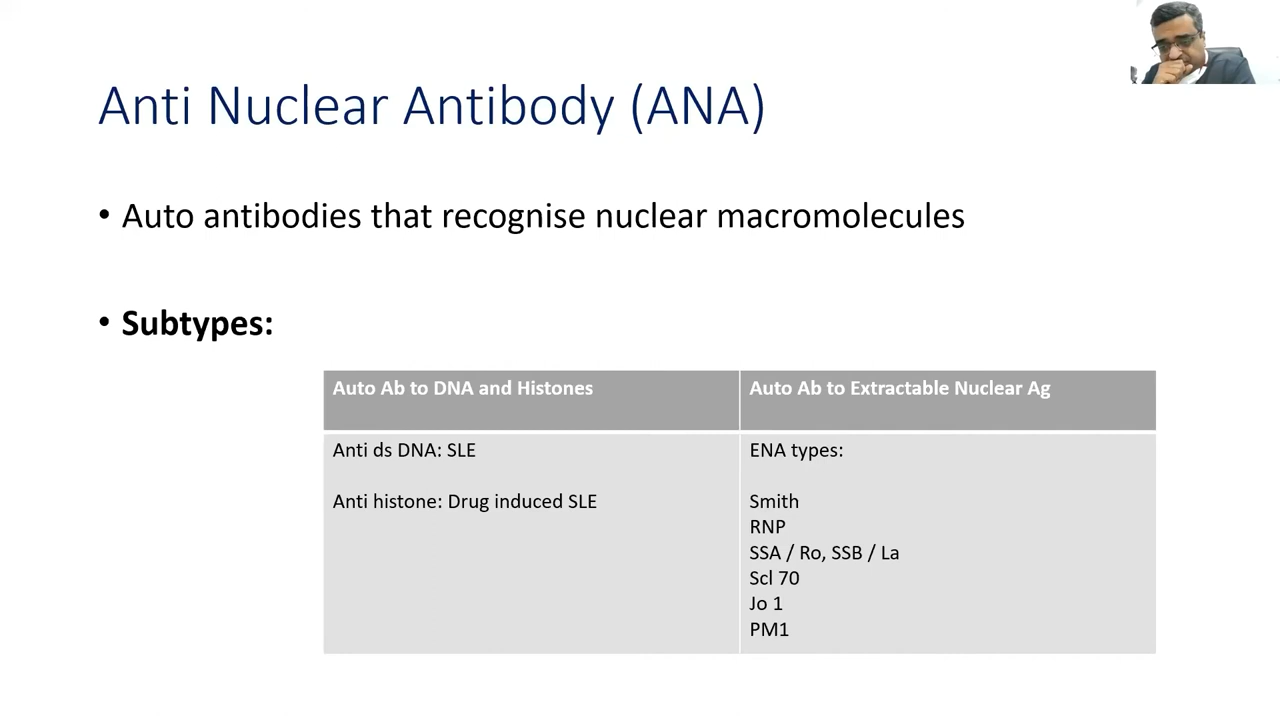 Anti Nuclear Antibody (ANA)
• Auto antibodies that recognise nuclear macromolecules
• Subtypes:
Auto Ab to DNA and Histones
Auto Ab to Extractable Nuclear Ag
Anti ds DNA: SLE
Anti histone: Drug induced SLE
ENA types:
Smith
RNP
SSA / Ro, SSB / La
Scl 70
Jo 1
PM1